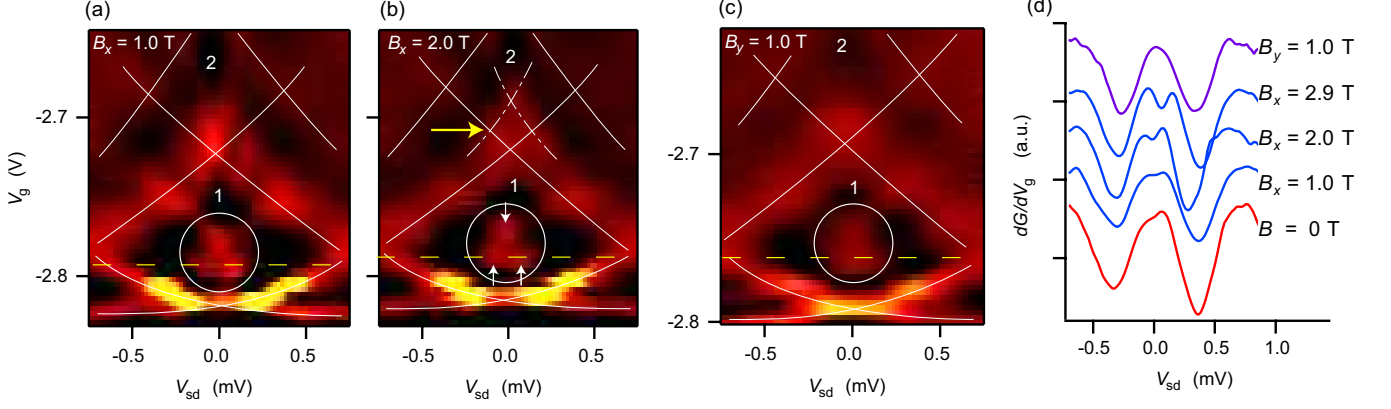 (a)
(b)
(c)
(d)
Bx = 1.0 T
2
1
Bx = 2.0 T
2
1
By = 1.0 T
2
1
By = 1.0 T
Bx = 2.9 T
Bx = 2.0 T
Bx = 1.0 T
B = 0 T
Vg (V)
-2.7
-2.8
-2.7
-2.8
dG/dVg (a.u.)
-0.5 0.0 0.5
-0.5 0.0 0.5
-0.5 0.0 0.5
-0.5 0.0 0.5 1.0
Vsd (mV)
Vsd (mV)
Vsd (mV)
Vsd (mV)